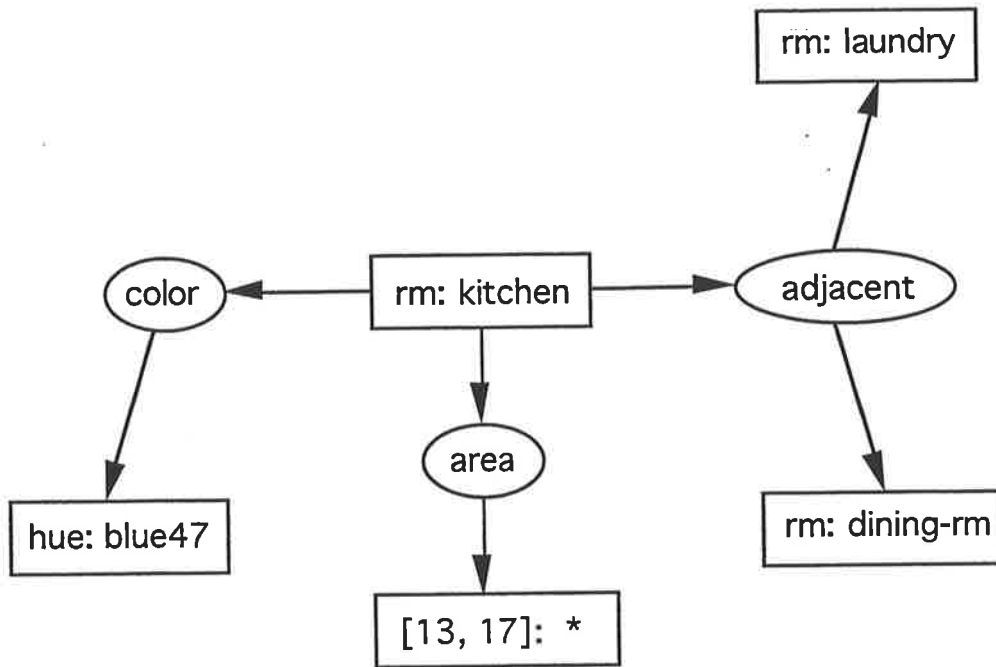 rm: laundry
color
rm: kitchen
adjacent
area
hue: blue47
rm: dining-rm
[13, 17]: *